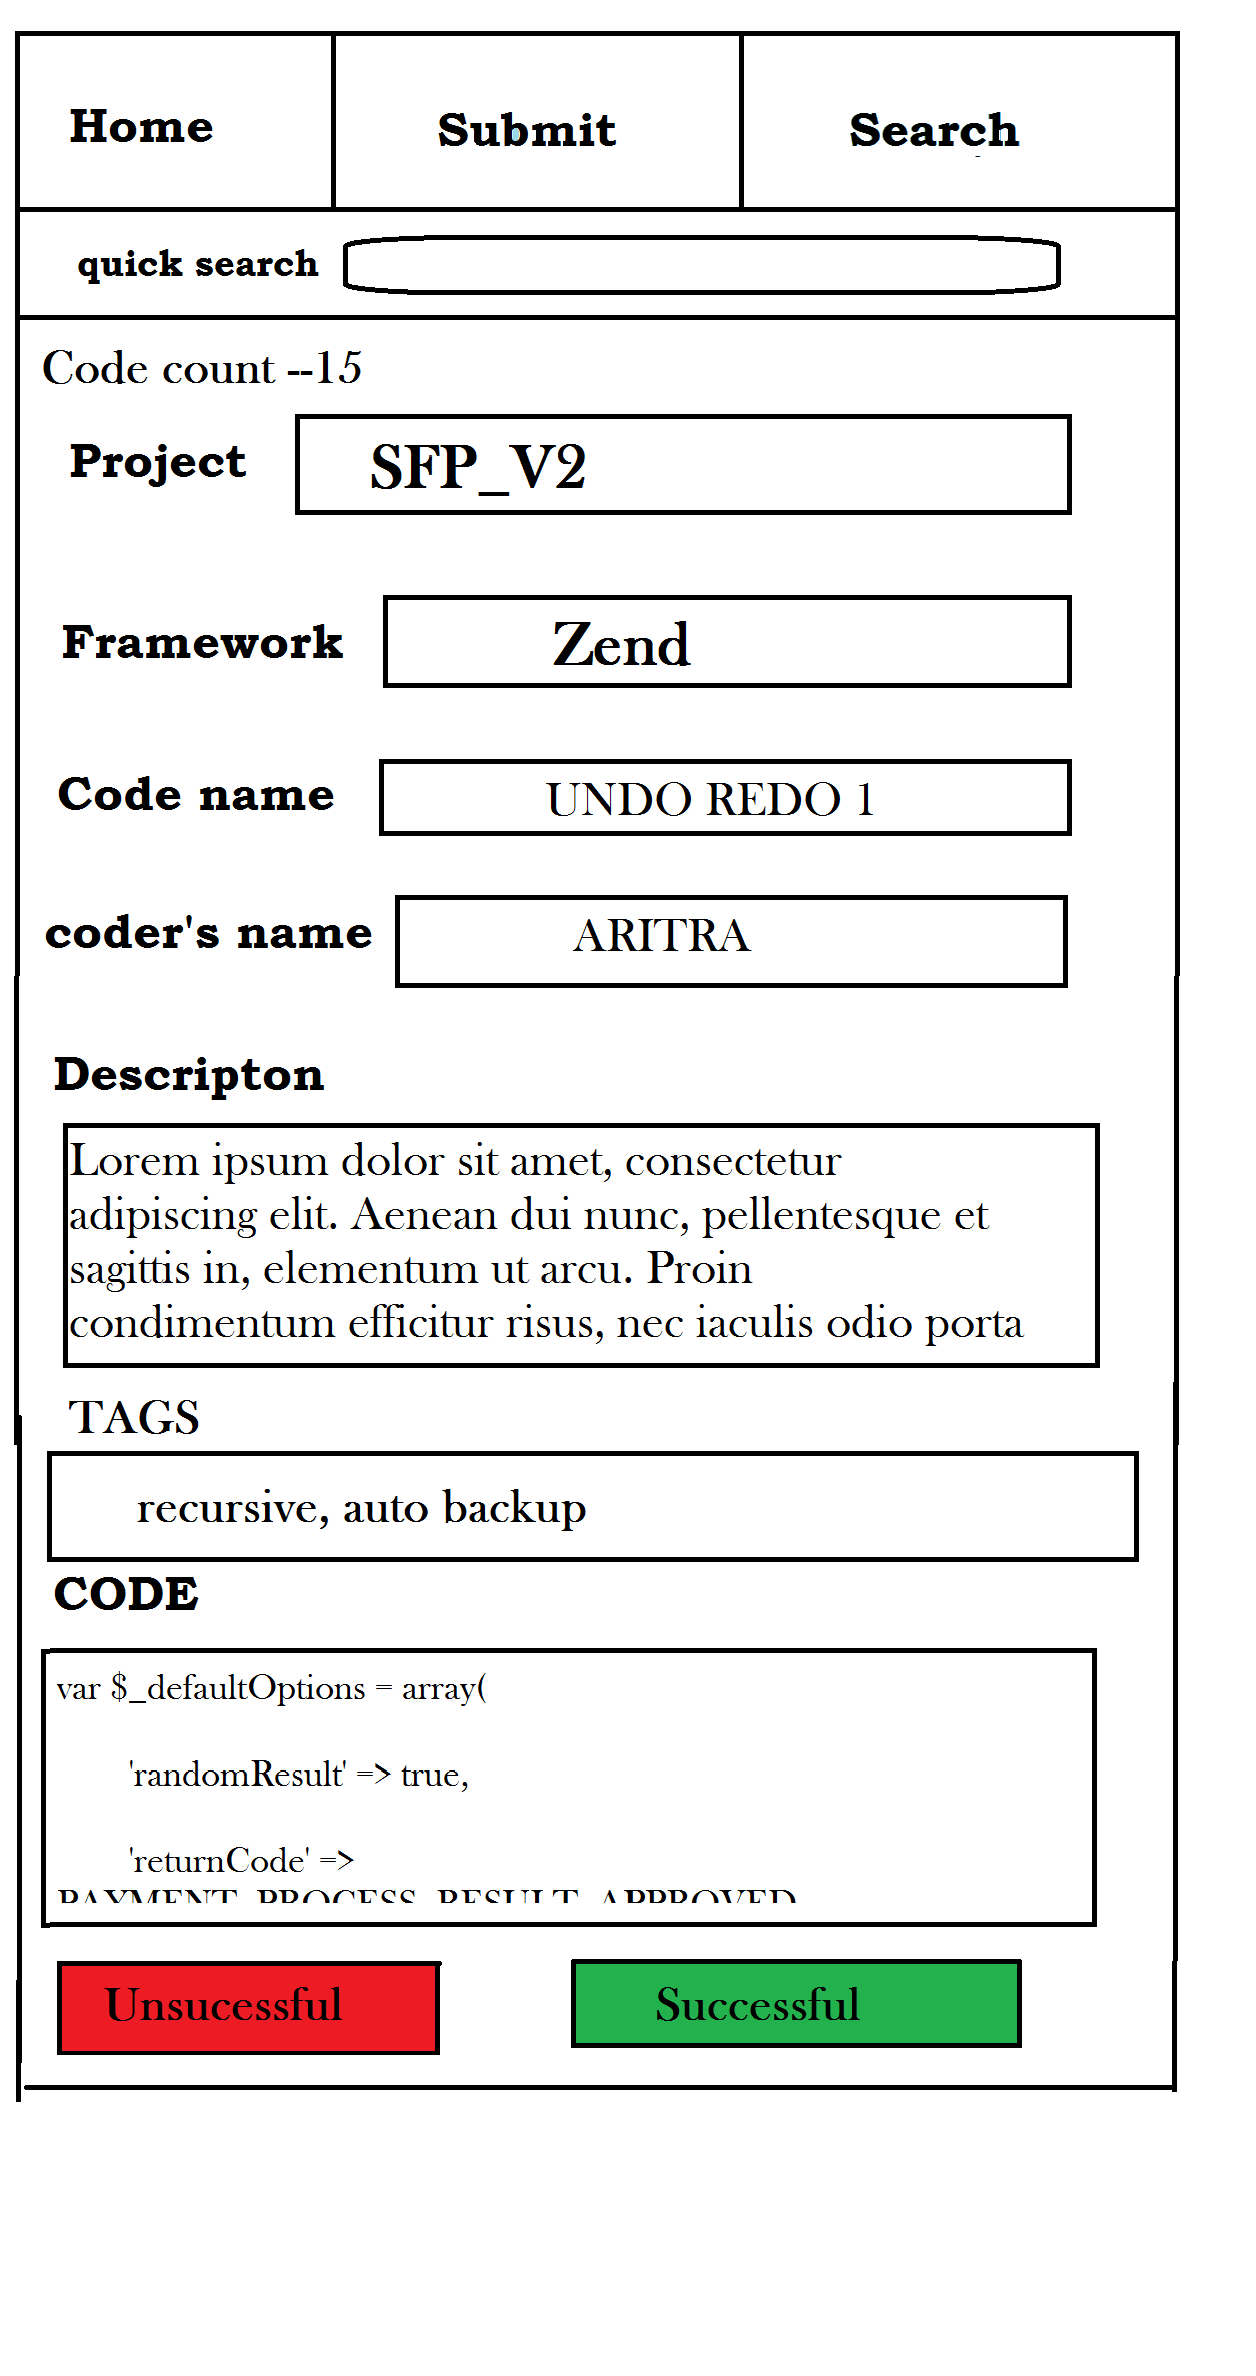 Home Submit Search
quick search
Code count --15
Project SFP_V2
Framework Zend
Code name UNDO REDO 1
coder's name ARITRA
Descripton
Lorem ipsum dolor sit amet, consectetur
adipiscing elit. Aenean dui nunc, pellentesque et
sagittis in, elementum ut arcu. Proin
condimentum efficitur risus, nec iaculis odio porta
TAGS
recursive, auto backup
CODE
var $_defaultOptions = array(
'randomResult' => true,
'returnCode' =>
PAYMENT_PROCESS_RESULT_APPROVED
Unsucessful Successful